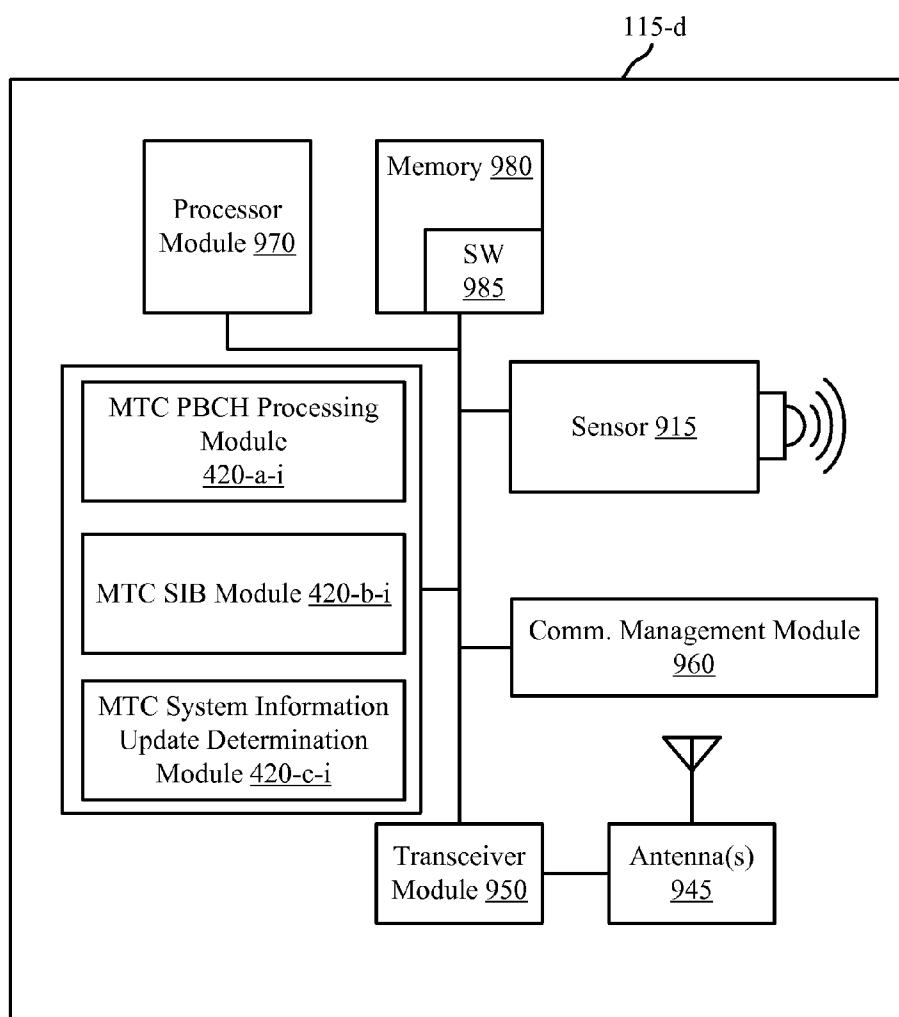 115-d
Processor
Module 970
Memory 980
SW
985
MTC PBCH Processing
Module
420-a-i
Sensor 915
MTC SIB Module 420-b-i
Comm. Management Module
960
MTC System Information
Update Determination
Module 420-c-i
Transceiver
Module 950
Antenna(s)
945